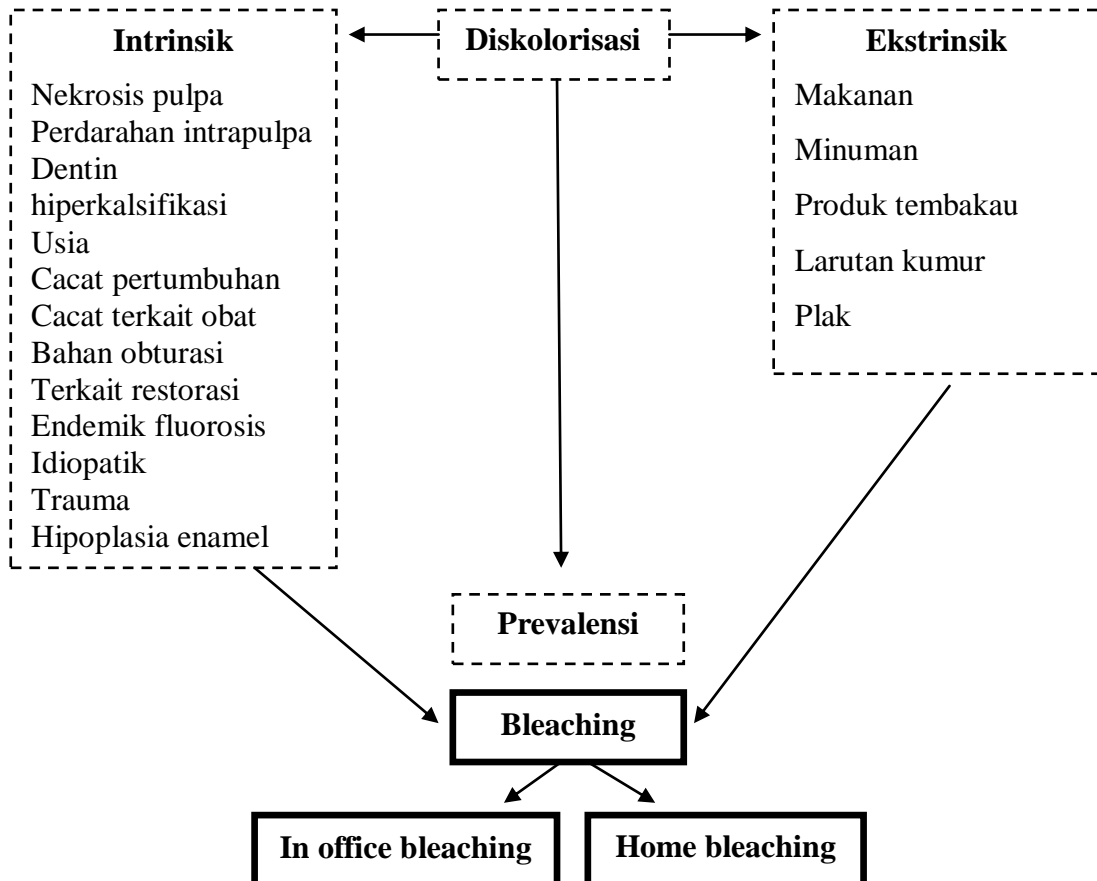 Diskolorisasi
Intrinsik
Nekrosis pulpa
Perdarahan intrapulpa
Dentin
hiperkalsifikasi
Usia
Cacat pertumbuhan
Cacat terkait obat
Bahan obturasi
Terkait restorasi
Endemik fluorosis
Idiopatik
Trauma
Hipoplasia enamel
Ekstrinsik
Makanan
Minuman
Produk tembakau
Larutan kumur
Plak
Prevalensi
Bleaching
In office bleaching
Home bleaching